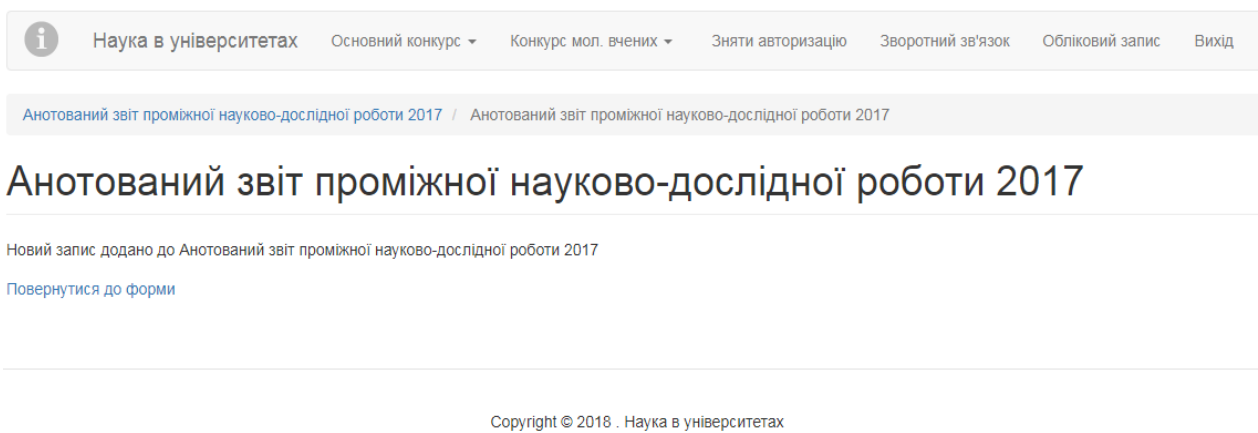 Наука в університетах Основний конкурс Конкурс мол. вчених Зняти авторизацію Зворотний зв'язок Обліковий запис Вихід
Анотований звіт проміжної науково-дослідної роботи 2017 / Анотований звіт проміжної науково-дослідної роботи 2017
Анотований звіт проміжної науково-дослідної роботи 2017
Новий запис додано до Анотований звіт проміжної науково-дослідної роботи 2017
Повернутися до форми
Copyright © 2018 . Наука в університетах